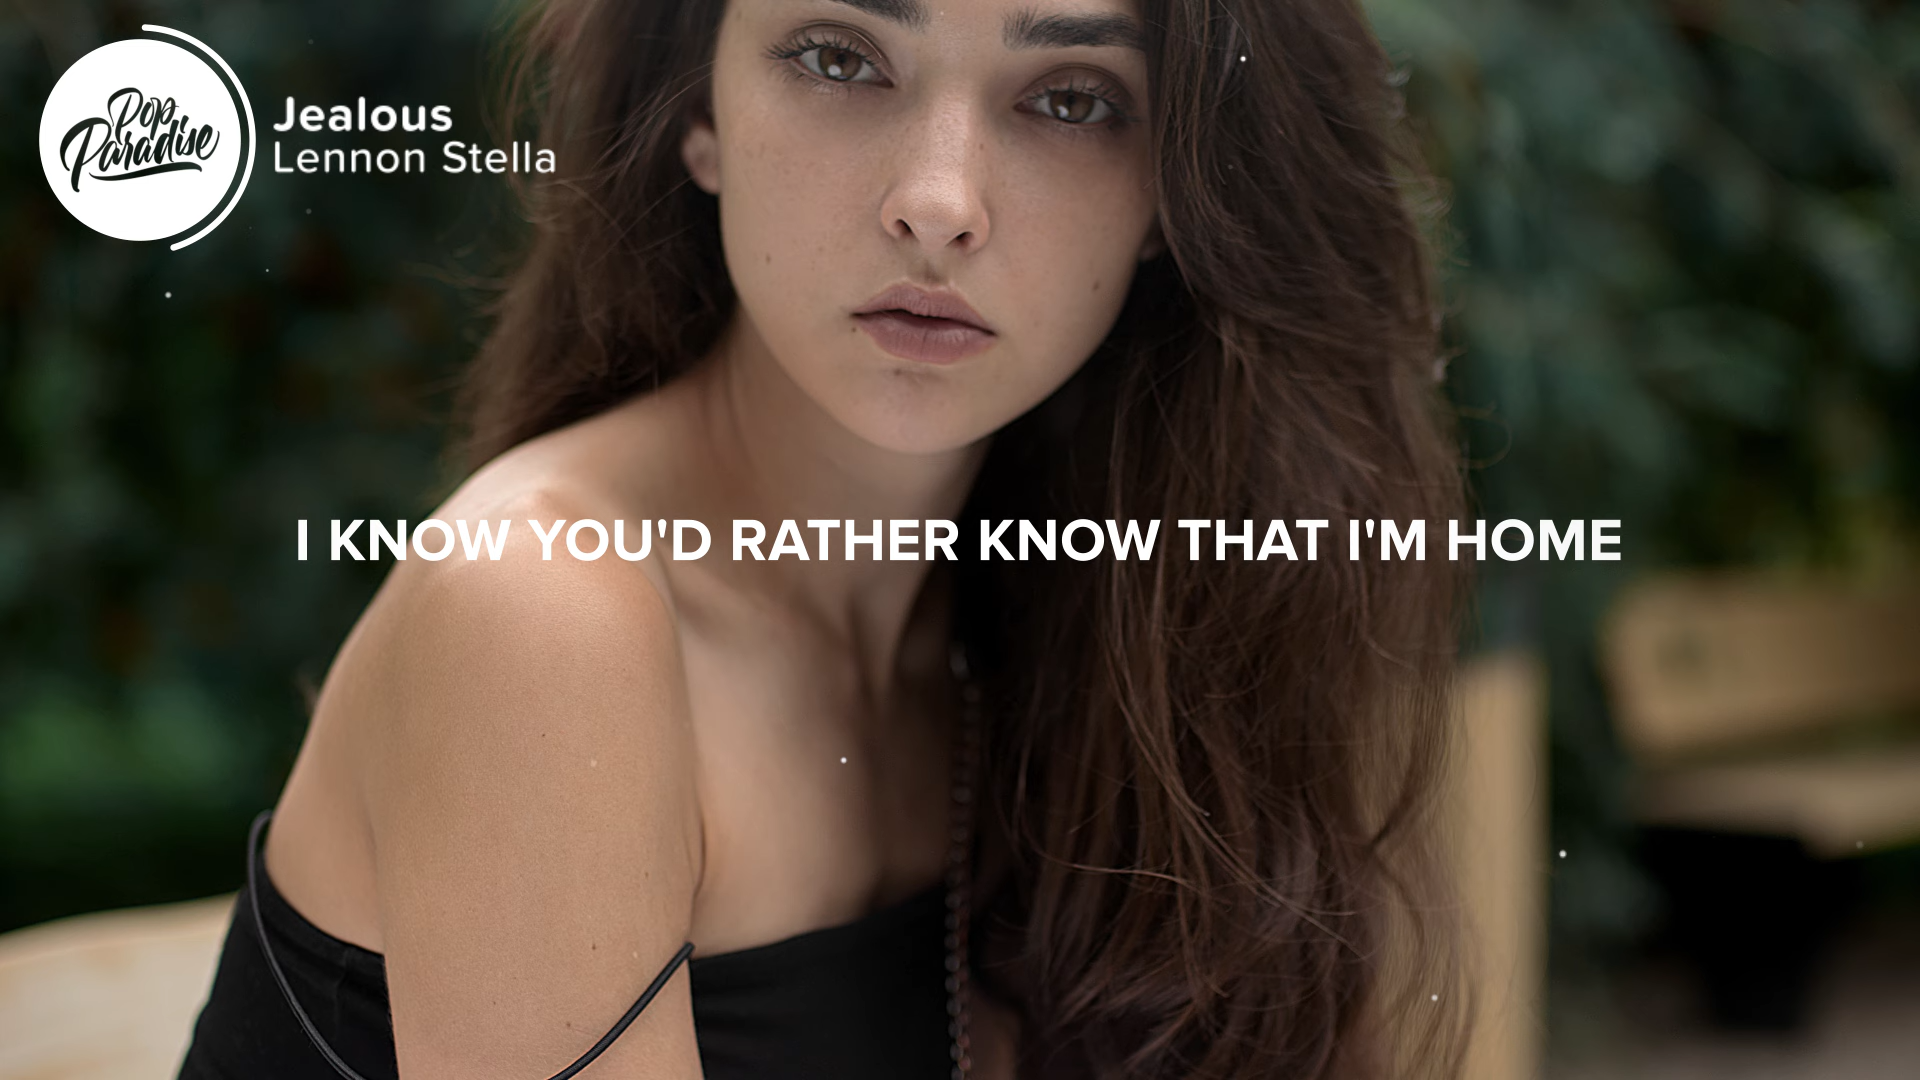 Pop
Paradise
Jealous
Lennon Stella
I KNOW YOU'D RATHER KNOW THAT I'M HOME